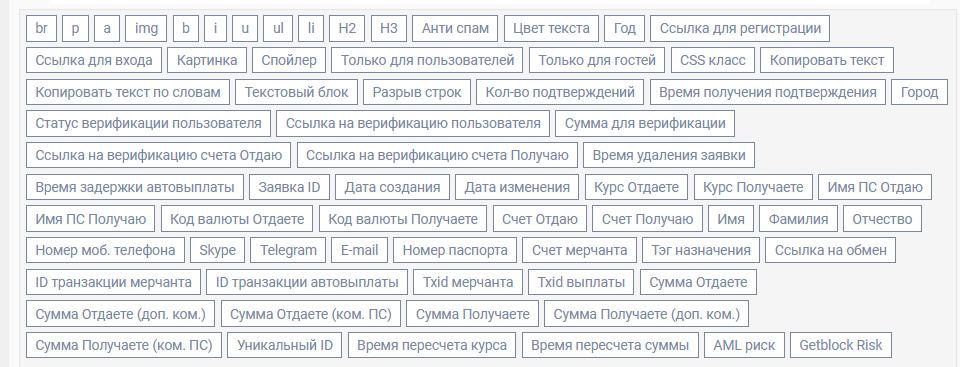 br p a img b i u ul li H2 H3 Анти спам Цвет текста Год Ссылка для регистрации
Ссылка для входа Картинка Спойлер Только для пользователей Только для гостей CSS класс Копировать текст
Копировать текст по словам Текстовый блок Разрыв строк Кол-во подтверждений Время получения подтверждения Город
Статус верификации пользователя Ссылка на верификацию пользователя Сумма для верификации
Ссылка на верификацию счета Отдаю Ссылка на верификацию счета Получаю Время удаления заявки
Время задержки автовыплаты Заявка ID Дата создания Дата изменения Курс Отдаете Курс Получаете Имя ПС Отдаю
Имя ПС Получаю Код валюты Отдаете Код валюты Получаете Счет Отдаю Счет Получаю Имя Фамилия Отчество
Номер моб. телефона Skype Telegram E-mail Номер паспорта Счет мерчанта Тэг назначения Ссылка на обмен
ID транзакции мерчанта ID транзакции автовыплаты Txid мерчанта Txid выплаты Сумма Отдаете
Сумма Отдаете (доп. ком.) Сумма Отдаете (ком. ПС) Сумма Получаете Сумма Получаете (доп. ком.)
Сумма Получаете (ком. ПС) Уникальный ID Время пересчета курса Время пересчета суммы AML риск Getblock Risk